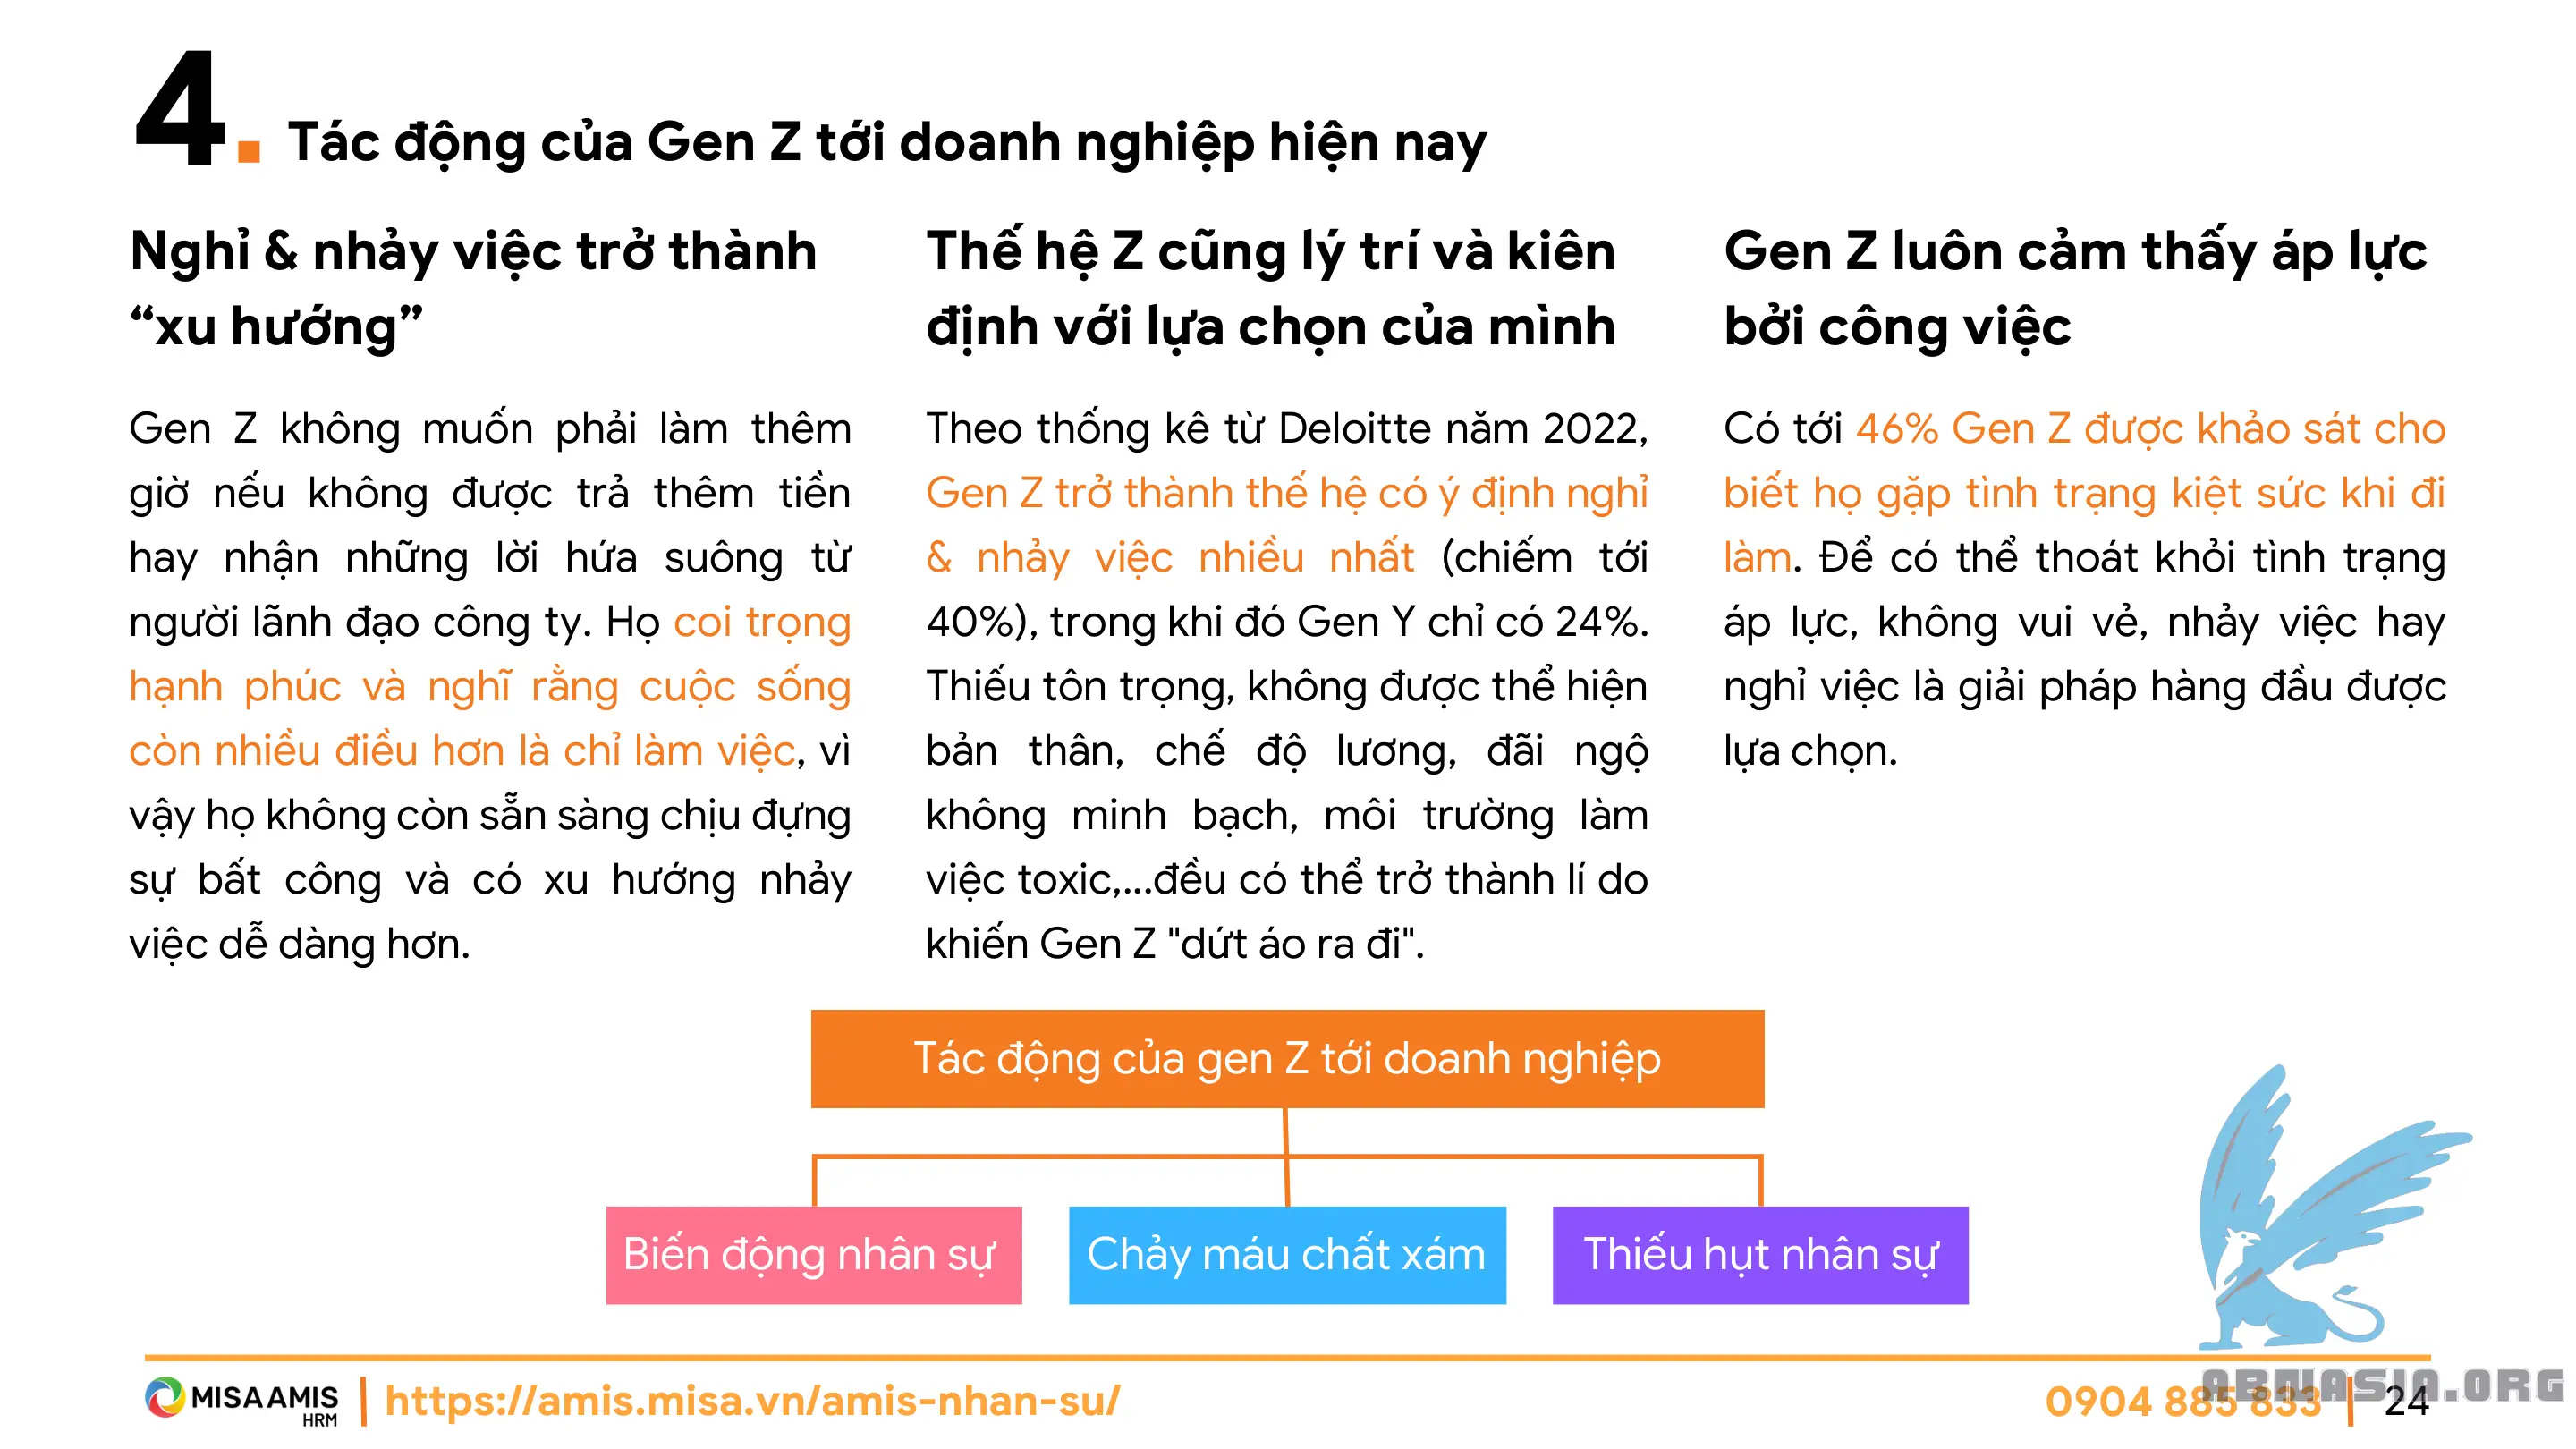 4. Tác động của Gen Z tới doanh nghiệp hiện nay
Nghỉ & nhảy việc trở thành
“xu hướng”
Gen Z không muốn phải làm thêm
giờ nếu không được trả thêm tiền
hay nhận những lời hứa suông từ
người lãnh đạo công ty. Họ coi trọng
hạnh phúc và nghĩ rằng cuộc sống
còn nhiều điều hơn là chỉ làm việc, vì
vậy họ không còn sẵn sàng chịu đựng
sự bất công và có xu hướng nhảy
việc dễ dàng hơn.
Thế hệ Z cũng lý trí và kiên
định với lựa chọn của mình
Theo thống kê từ Deloitte năm 2022,
Gen Z trở thành thế hệ có ý định nghỉ
& nhảy việc nhiều nhất (chiếm tới
40%), trong khi đó Gen Y chỉ có 24%.
Thiếu tôn trọng, không được thể hiện
bản thân, chế độ lương, đãi ngộ
không minh bạch, môi trường làm
việc toxic,...đều có thể trở thành lí do
khiến Gen Z "dứt áo ra đi".
Gen Z luôn cảm thấy áp lực
bởi công việc
Có tới 46% Gen Z được khảo sát cho
biết họ gặp tình trạng kiệt sức khi đi
làm. Để có thể thoát khỏi tình trạng
áp lực, không vui vẻ, nhảy việc hay
nghỉ việc là giải pháp hàng đầu được
lựa chọn.
Tác động của gen Z tới doanh nghiệp
Biến động nhân sự
Chảy máu chất xám
Thiếu hụt nhân sự
MISA AMIS
HRM
https://amis.misa.vn/amis-nhan-su/
0904 885 833
24
ABMASIA.ORG